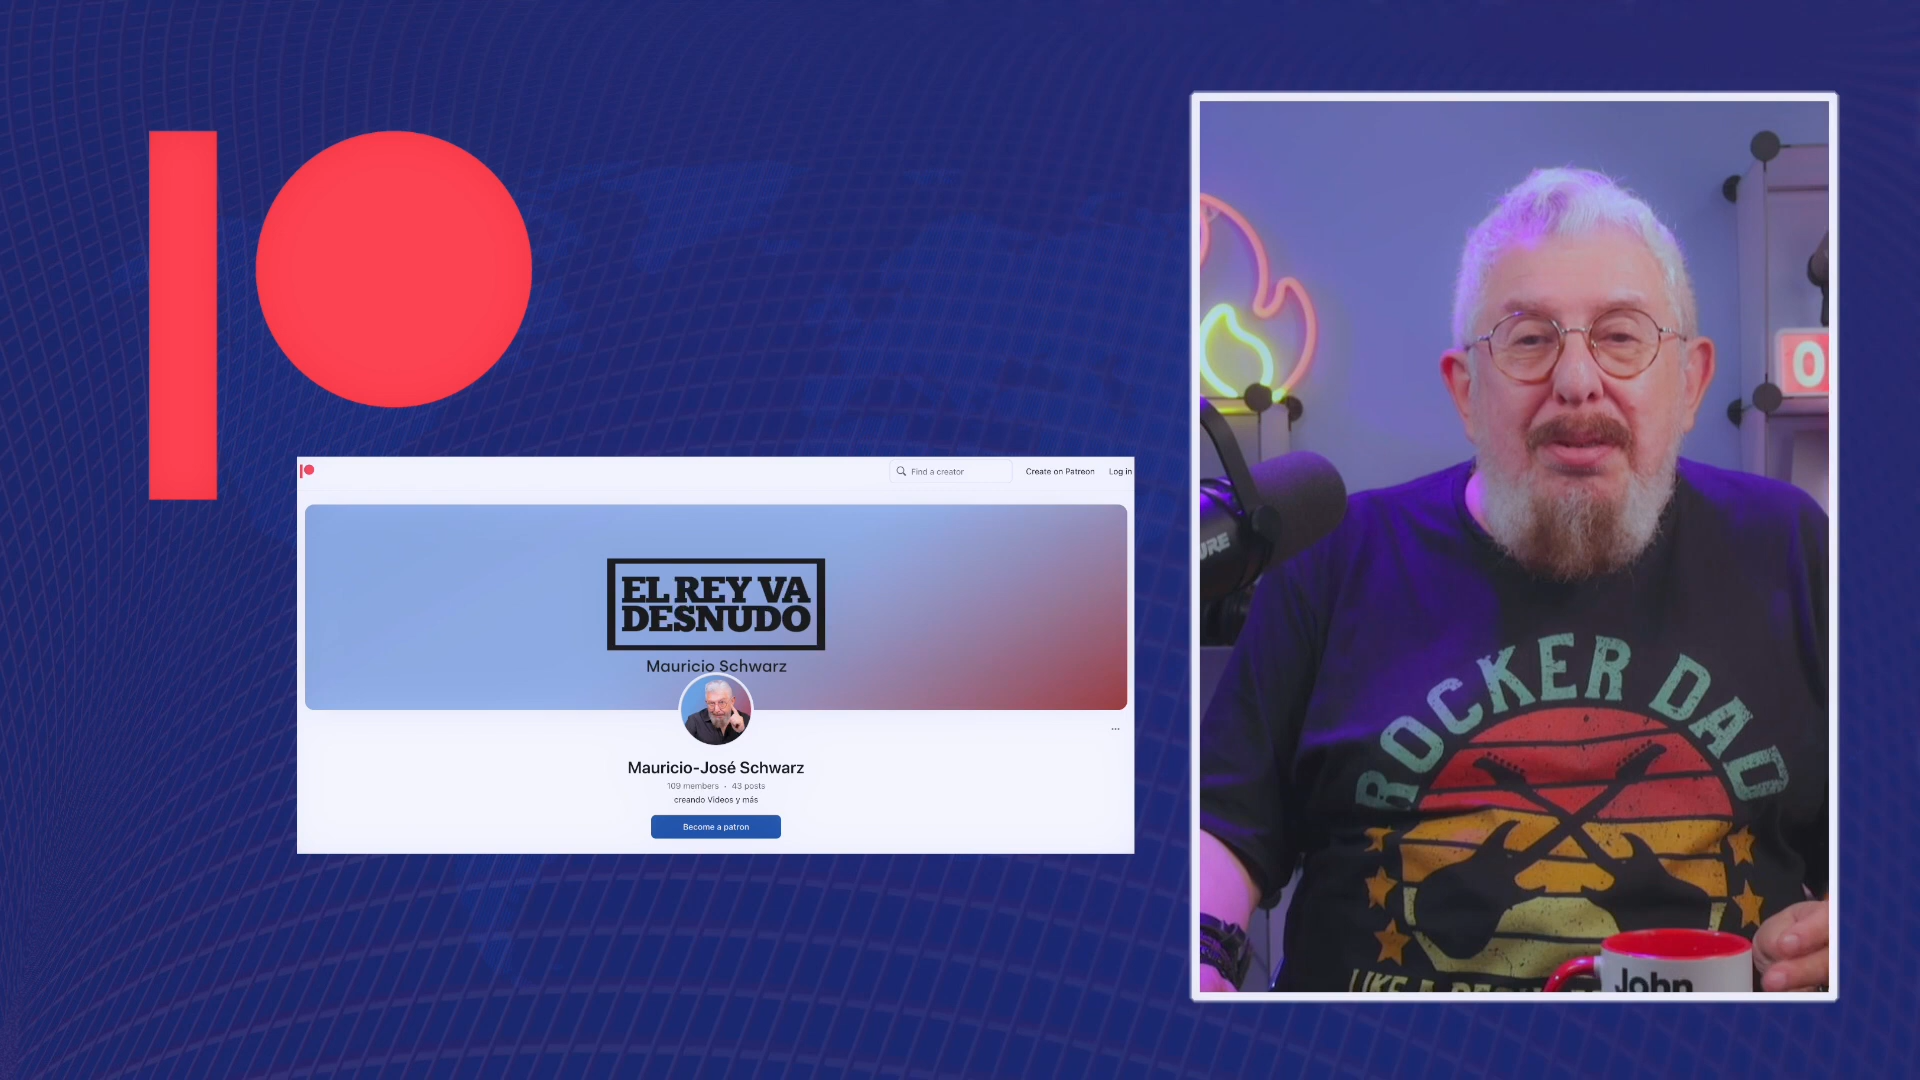 Find a creator
Create on Patreon
Log in
EL REY VA
DESNUDO
Mauricio Schwarz
Mauricio-José Schwarz
109 members · 43 posts
creando Videos y más
Become a patron
ROCKER DAD
LIKE A
John